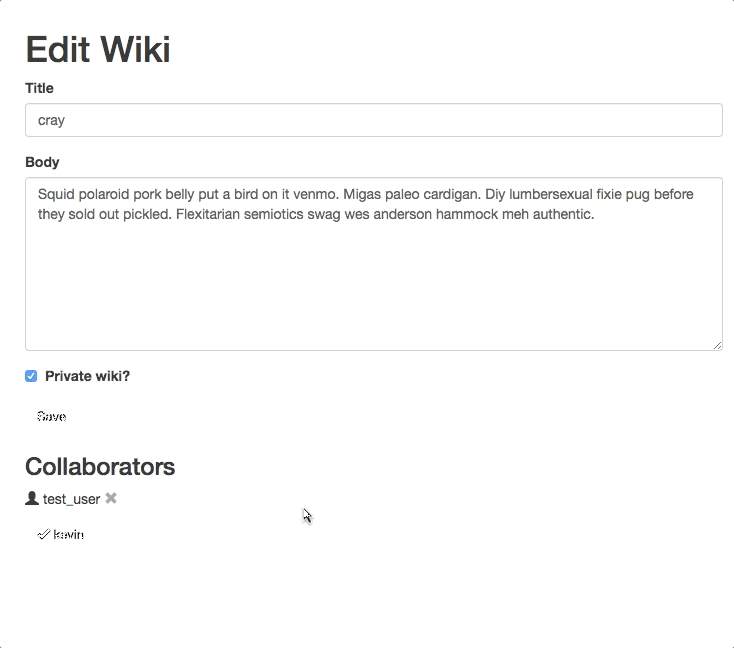 Edit Wiki
Title
cray
Body
Squid polaroid pork belly put a bird on it venmo. Migas paleo cardigan. Diy lumbersexual fixie pug before
they sold out pickled. Flexitarian semiotics swag wes anderson hammock meh authentic.
Private wiki?
Save
Collaborators
test_user
kevin